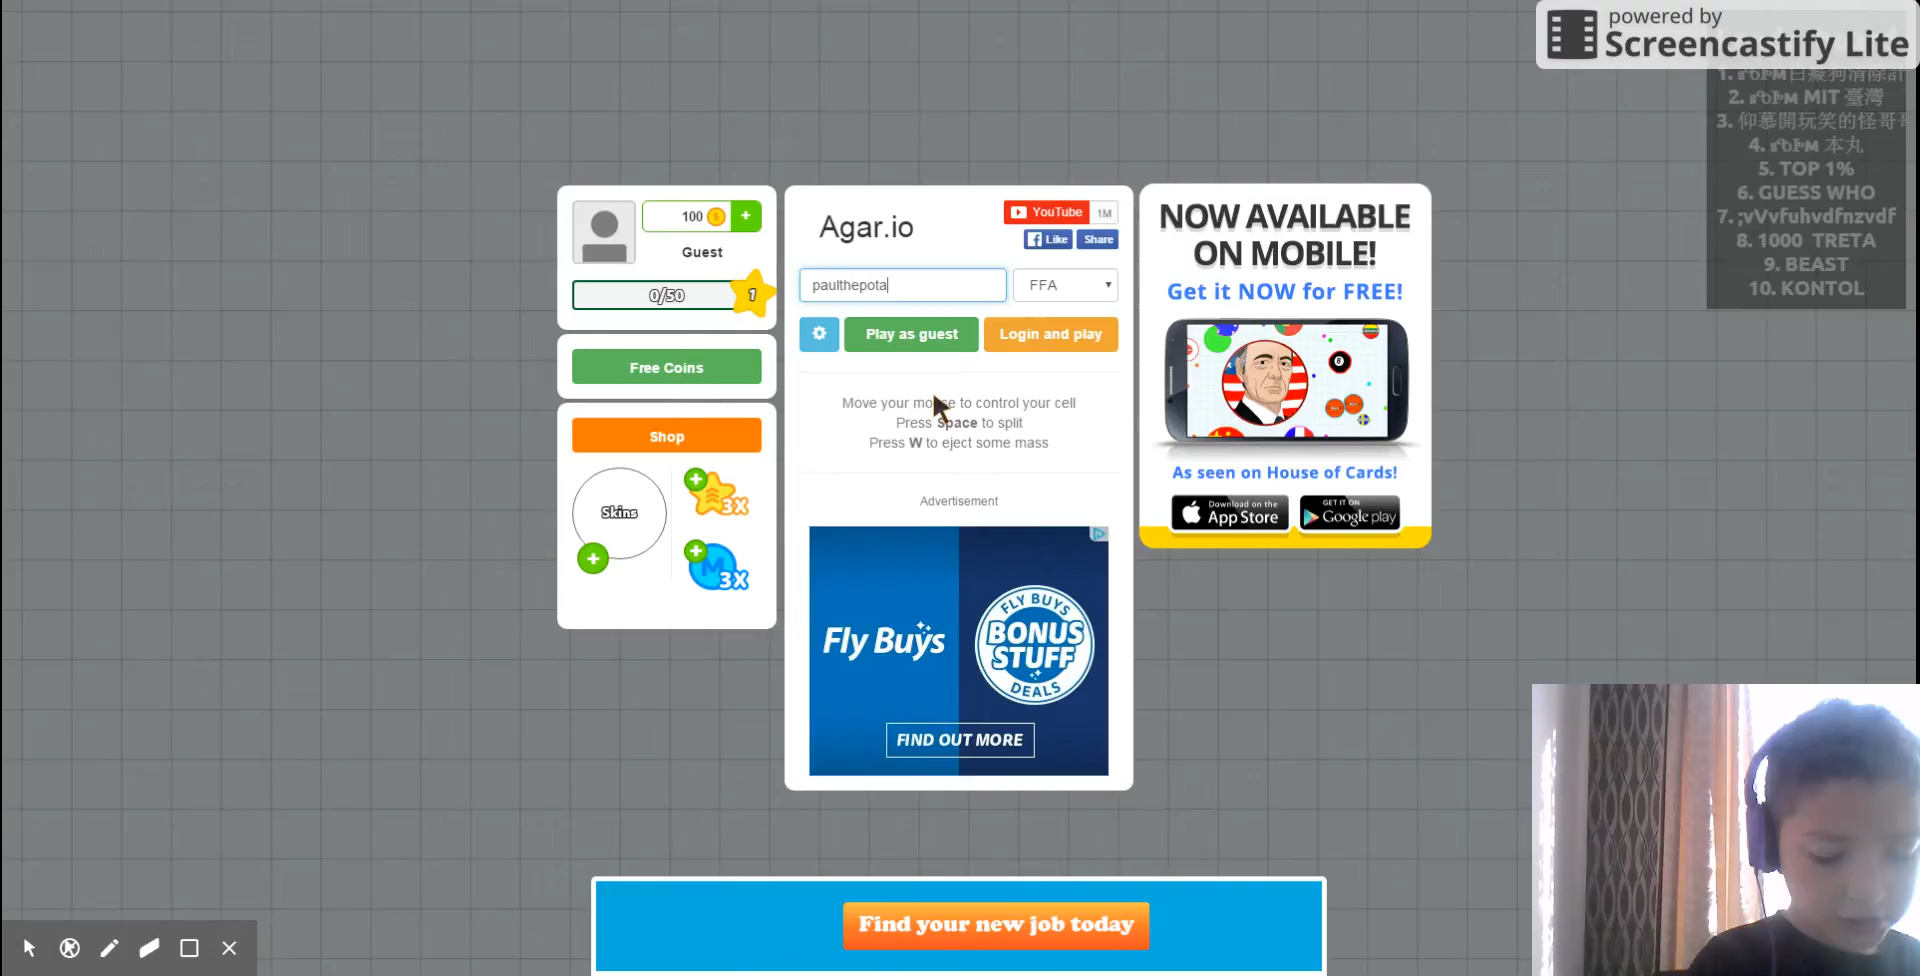 powered by
Screencastify Lite
2. MIT 臺灣
3. 仰慕開玩笑的怪哥
4. 本丸
5. TOP 1%
6. GUESS WHO
7. ;vVvfuhvdfnzvdf
8. 1000 TRETA
9. BEAST
10. KONTOL
100
Guest
0/50
1
Free Coins
Shop
Skins
3X
M
3X
Agar.io
YouTube 1M
Like Share
paulthepota
FFA
Play as guest
Login and play
Move your mouse to control your cell
Press Space to split
Press W to eject some mass
Advertisement
Fly Buys
FLY BUYS
BONUS
STUFF
DEALS
FIND OUT MORE
NOW AVAILABLE
ON MOBILE!
Get it NOW for FREE!
8
As seen on House of Cards!
Download on the
App Store
GET IT ON
Google play
Find your new job today